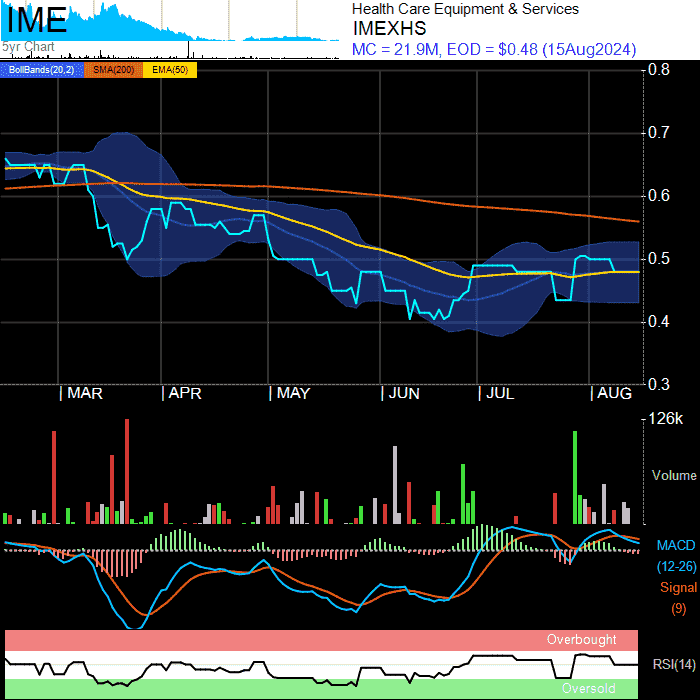 IME
5yr Chart
Health Care Equipment & Services
IMEXHS
MC = 21.9M, EOD = $0.48 (15Aug2024)
BollBands(20,2) SMA(200) EMA(50)
0.8
0.7
0.6
0.5
0.4
0.3
MAR APR MAY JUN JUL AUG
126k
Volume
MACD
(12-26)
Signal
(9)
Overbought
RSI(14)
Oversold